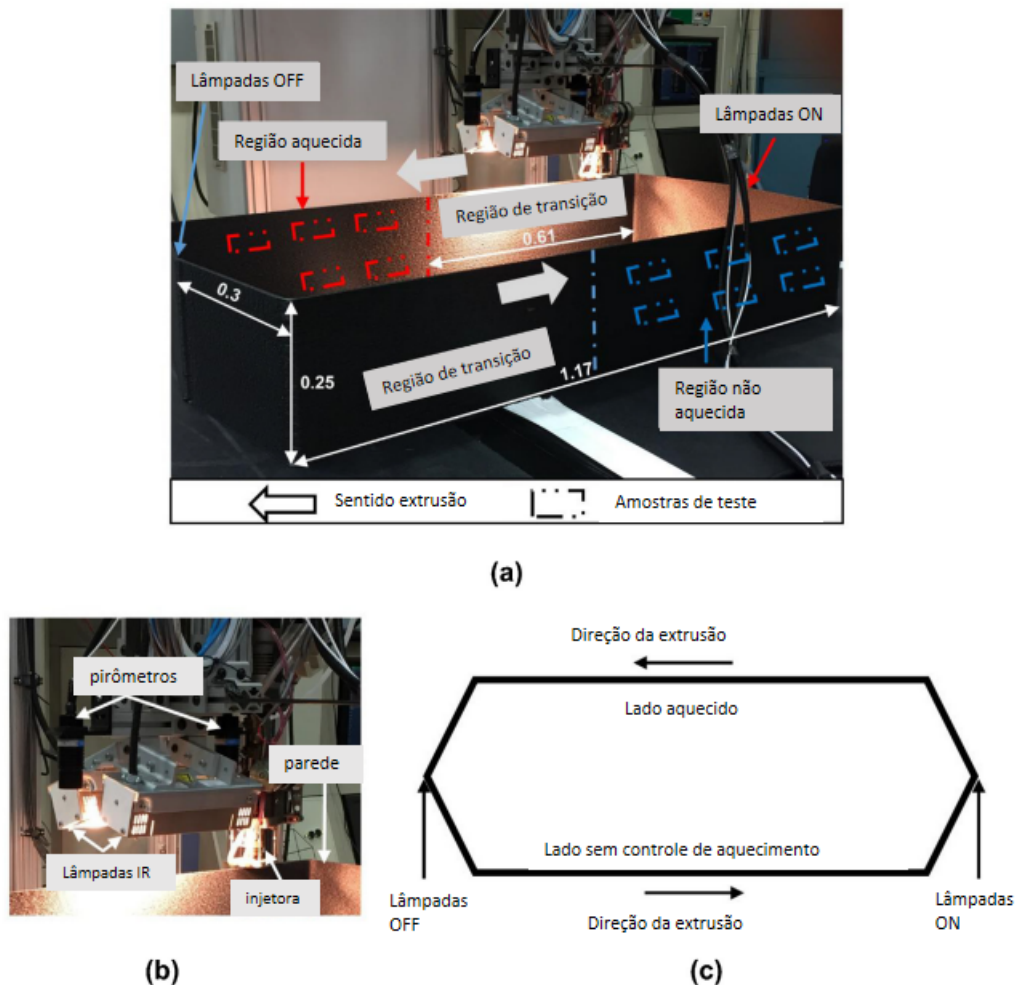 Lâmpadas OFF
Região aquecida
Lâmpadas ON
Região de transição
0.61
0.3
0.25
Região de transição
1.17
Região não
aquecida
Sentido extrusão
Amostras de teste
(a)
pirômetros
parede
Lâmpadas IR
injetora
(b)
Direção da extrusão
Lado aquecido
Lado sem controle de aquecimento
Lâmpadas
OFF
Direção da extrusão
Lâmpadas
ON
(c)